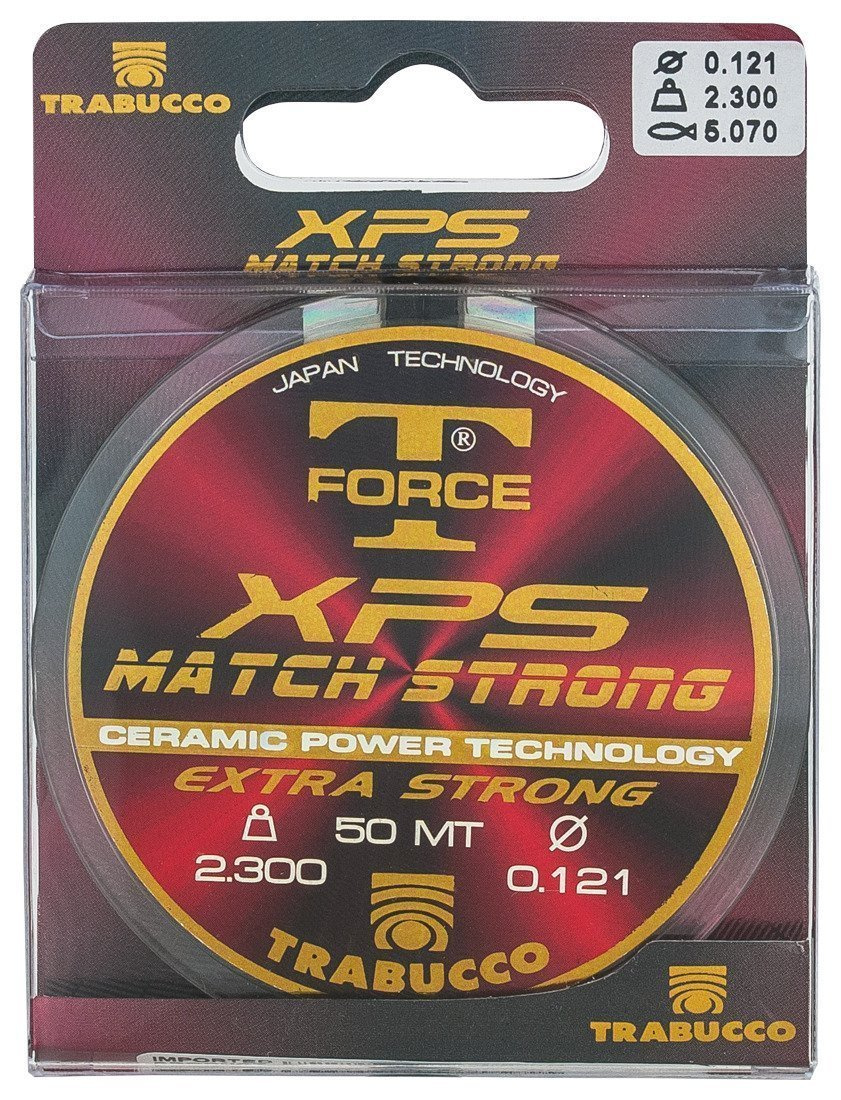 TRABUCCO
0.121
2.300
5.070
XPS
MATCH STRONG
JAPAN TECHNOLOGY
T ®
FORCE
XPS
MATCH STRONG
CERAMIC POWER TECHNOLOGY
EXTRA STRONG
50 MT
2.300
0.121
TRABUCCO
TRABUCCO
IMPORTED